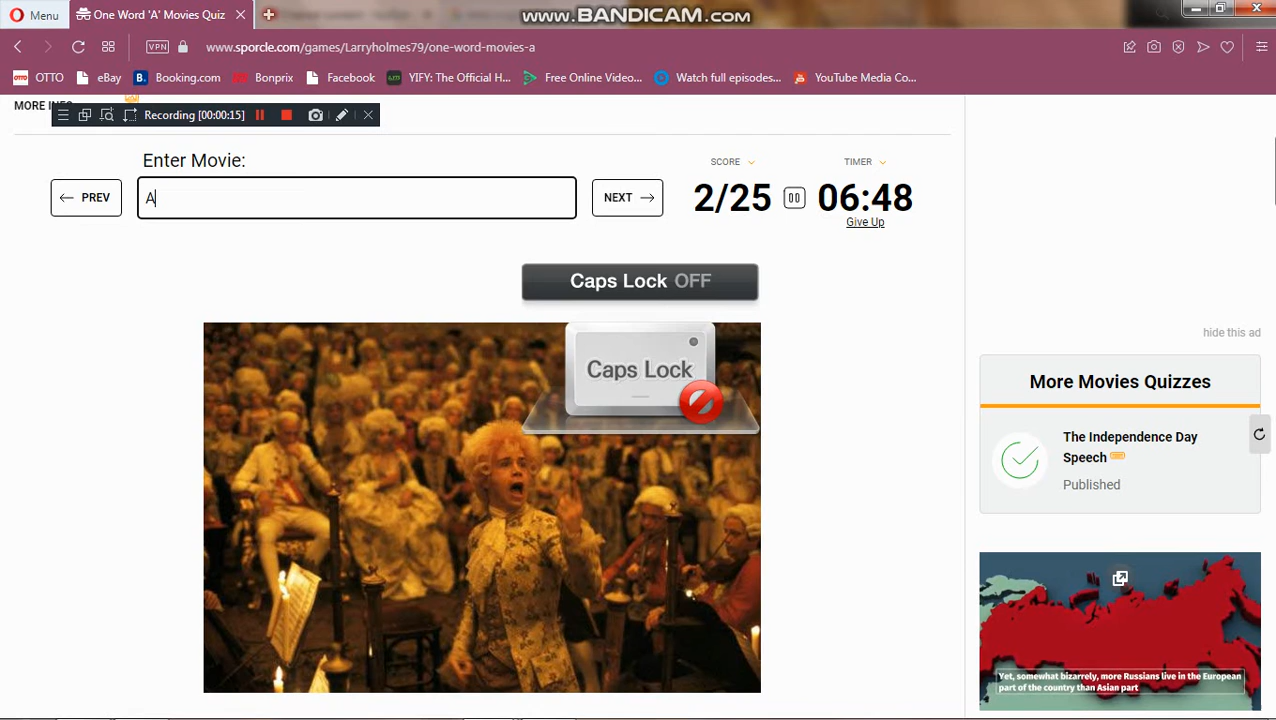 www.BANDICAM.com
Menu
One Word 'A' Movies Quiz
VPN
www.sporcle.com/games/Larryholmes79/one-word-movies-a
OTTO
eBay
Booking.com
Bonprix
Facebook
YIFY: The Official H...
Free Online Video...
Watch full episodes...
YouTube Media Co...
MORE INFO
Recording [00:00:15]
Enter Movie:
PREV
A
NEXT
SCORE
2/25
TIMER
06:48
Give Up
Caps Lock OFF
Caps Lock
hide this ad
More Movies Quizzes
The Independence Day
Speech
Published
Yet, somewhat bizarrely, more Russians live in the European
part of the country than Asian part